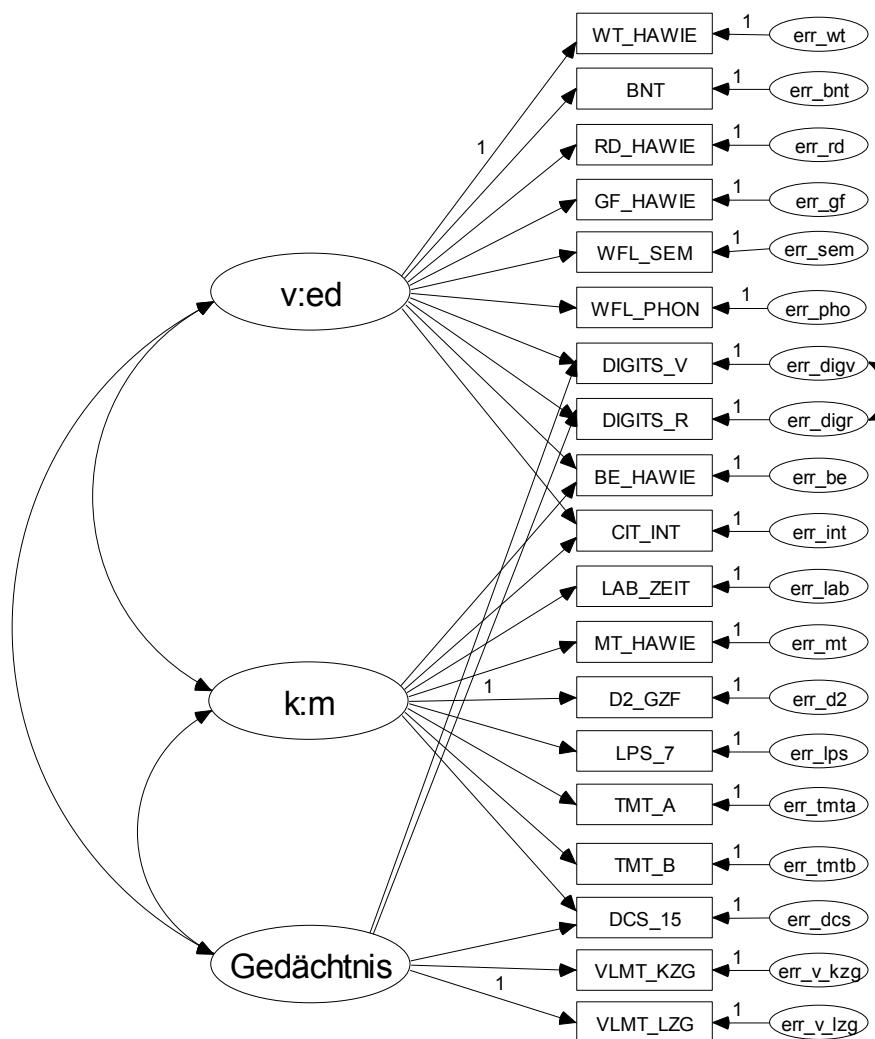 WT_HAWIE 1 err_wt
BNT 1 err_bnt
1 RD_HAWIE 1 err_rd
GF_HAWIE 1 err_gf
WFL_SEM 1 err_sem
v:ed
WFL_PHON 1 err_pho
DIGITS_V 1 err_digv
DIGITS_R 1 err_digr
BE_HAWIE 1 err_be
CIT_INT 1 err_int
LAB_ZEIT 1 err_lab
MT_HAWIE 1 err_mt
k:m 1 D2_GZF 1 err_d2
LPS_7 1 err_lps
TMT_A 1 err_tmta
TMT_B 1 err_tmtb
DCS_15 1 err_dcs
Gedächtnis VLMT_KZG 1 err_v_kzg
1 VLMT_LZG 1 err_v_lzg